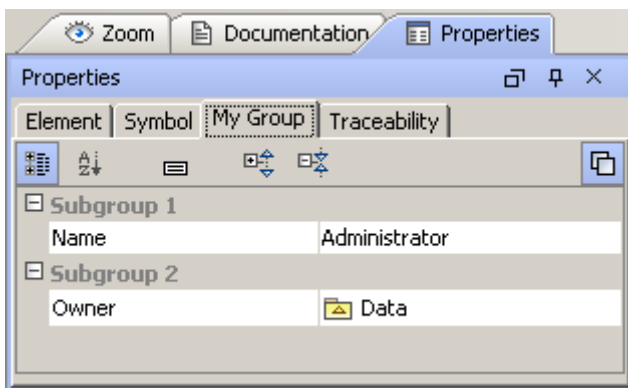 Zoom Documentation Properties
Properties
Element Symbol My Group Traceability
Subgroup 1
Name Administrator
Subgroup 2
Owner Data